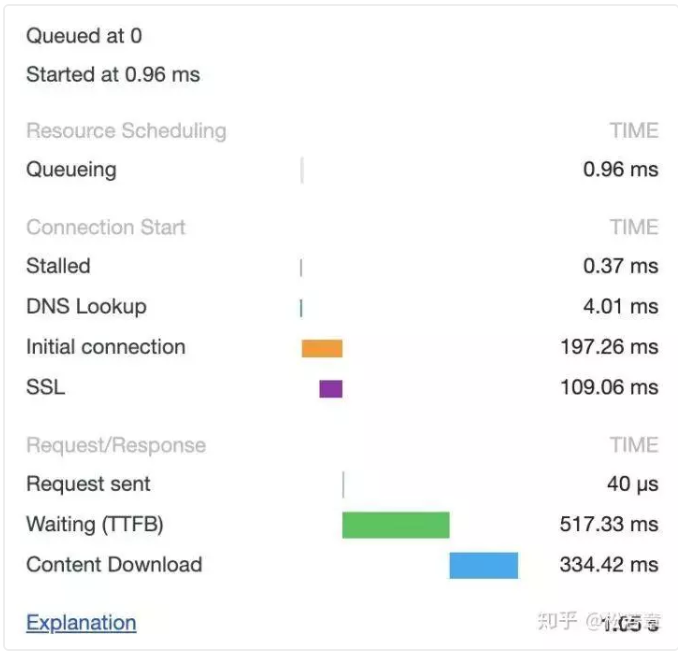 Queued at 0
Started at 0.96 ms
Resource Scheduling TIME
Queueing 0.96 ms
Connection Start TIME
Stalled 0.37 ms
DNS Lookup 4.01 ms
Initial connection 197.26 ms
SSL 109.06 ms
Request/Response TIME
Request sent 40 μs
Waiting (TTFB) 517.33 ms
Content Download 334.42 ms
Explanation 1.05 s
知乎